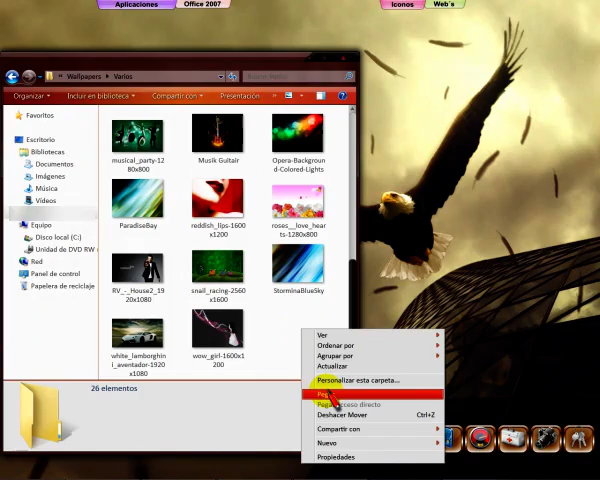 Aplicaciones
Office 2007
Iconos
Web´s
« Wallpapers ▸ Varios
Organizar
Incluir en biblioteca
Compartir con
Presentación
»
Favoritos
Escritorio
Bibliotecas
Documentos
Imágenes
Música
Vídeos
Equipo
Disco local (C:)
Unidad de DVD RW
Red
Panel de control
Papelera de reciclaje
musical_party-12
80x800
Musik Guitair
Opera-Backgroun
d-Colored-Lights
ParadiseBay
reddish_lips-1600
x1200
roses__love_hear
ts-1280x800
RV_-_House2_19
20x1080
snail_racing-2560
x1600
StorminaBlueSky
white_lamborghin
i_aventador-1920
x1080
wow_girl-1600x1
200
26 elementos
Ver
Ordenar por
Agrupar por
Actualizar
Personalizar esta carpeta...
acceso directo
Deshacer Mover Ctrl+Z
Compartir con
Nuevo
Propiedades